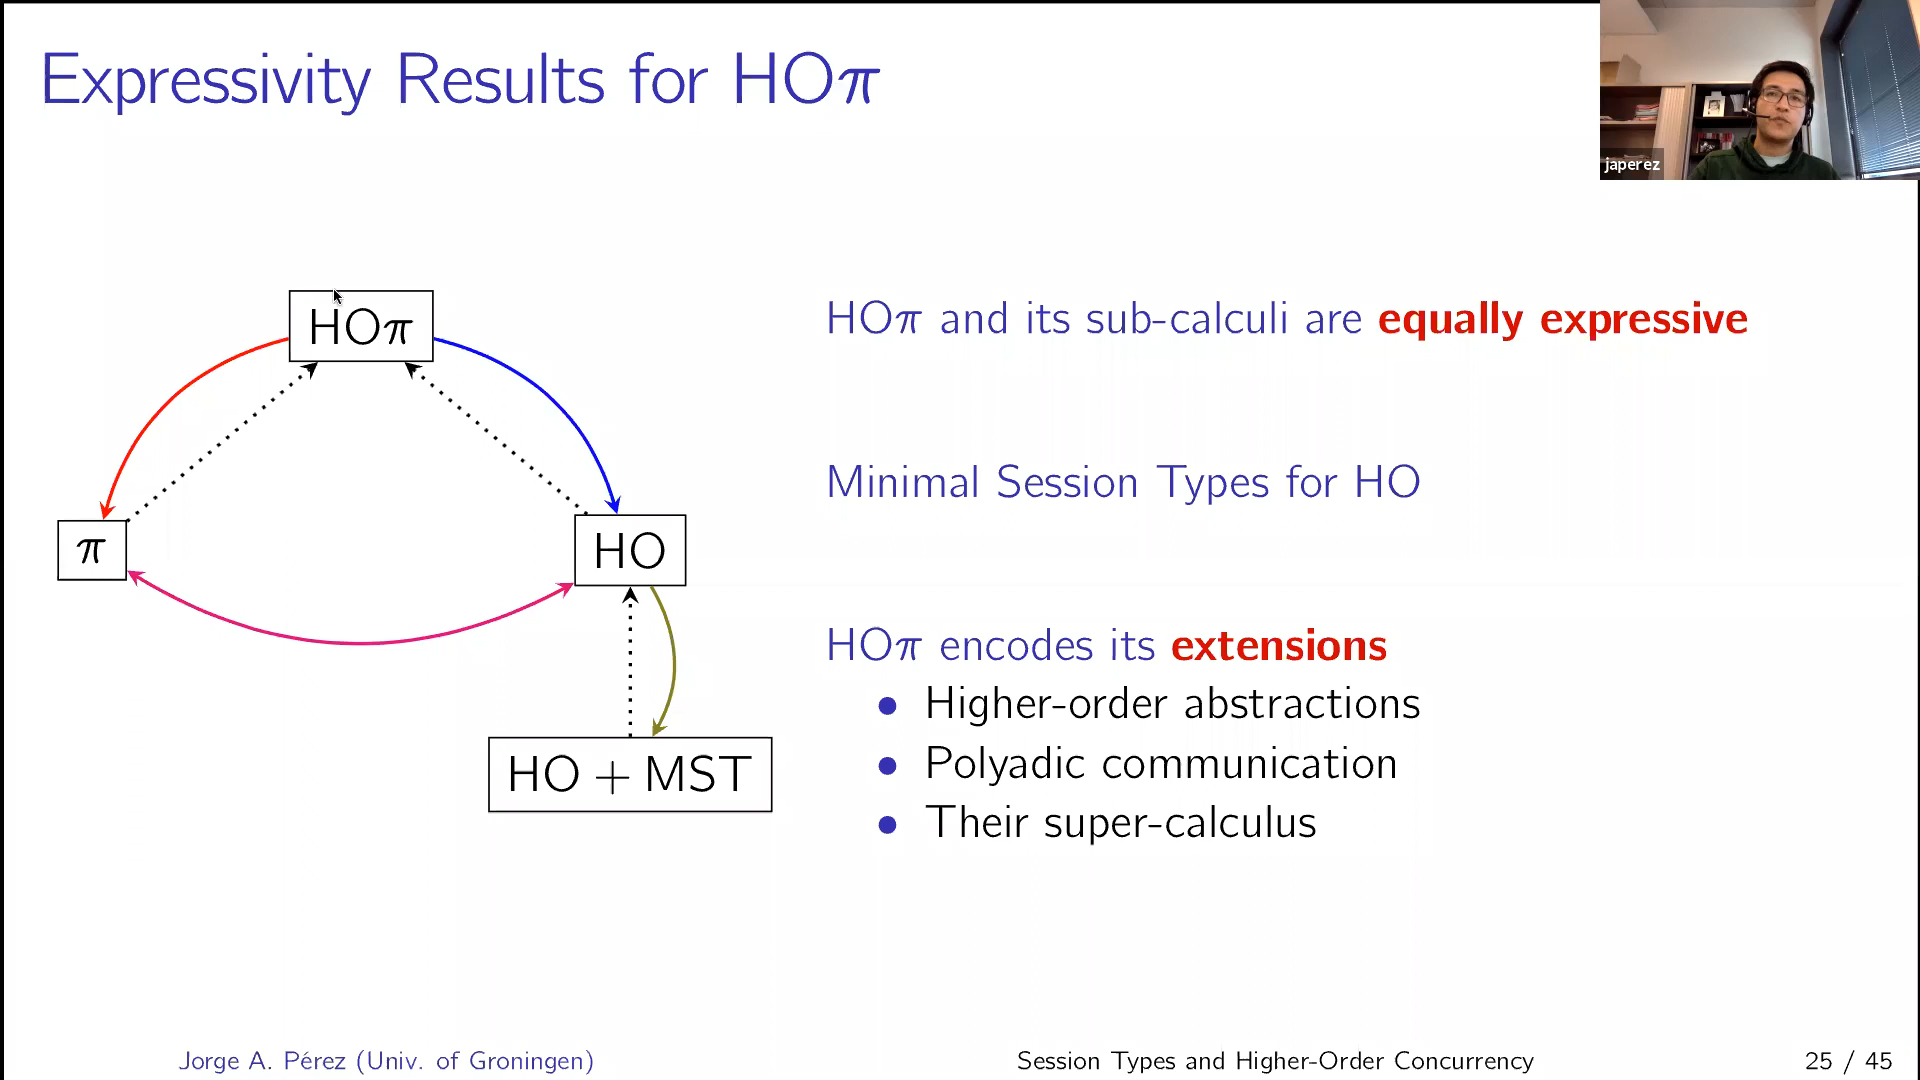 Expressivity Results for HOπ
japerez
HOπ
π
HO
HO + MST
HOπ and its sub-calculi are equally expressive
Minimal Session Types for HO
HOπ encodes its extensions
• Higher-order abstractions
• Polyadic communication
• Their super-calculus
Jorge A. Pérez (Univ. of Groningen)
Session Types and Higher-Order Concurrency
25 / 45